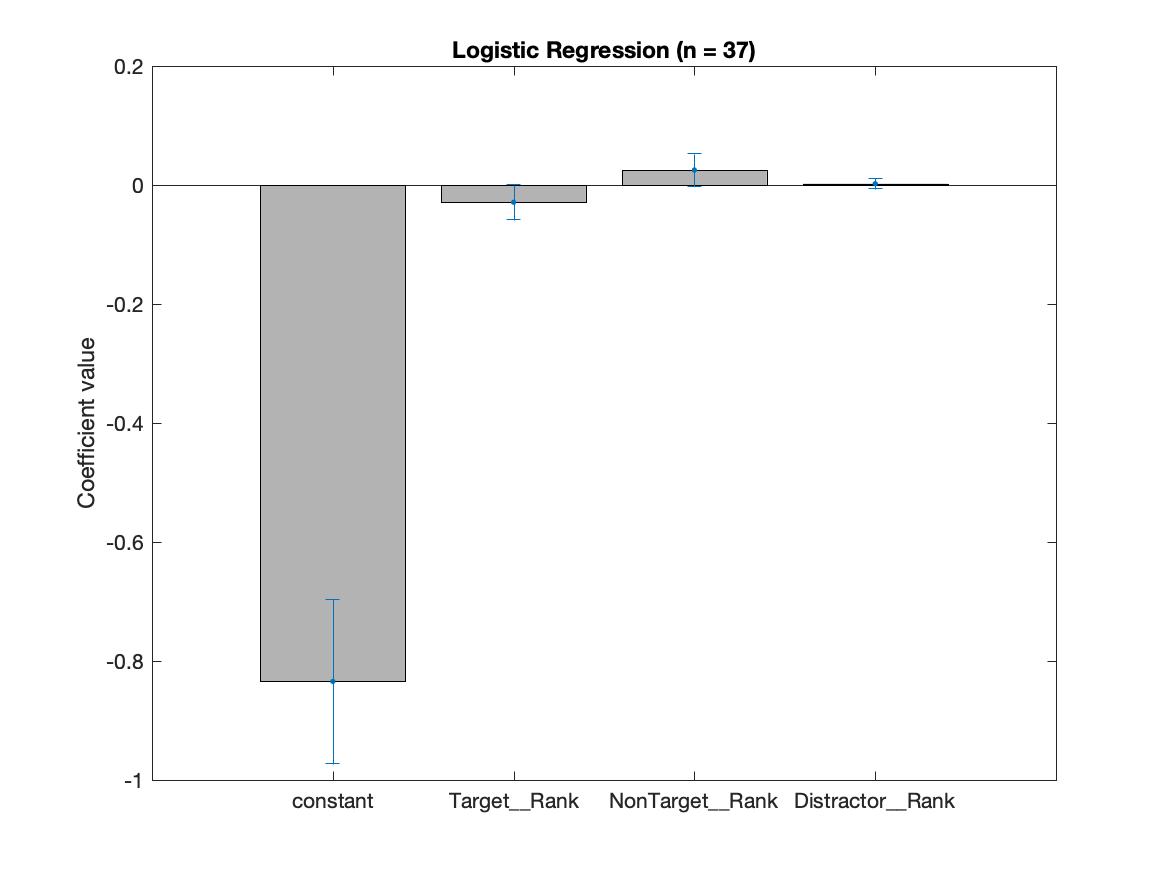 Logistic Regression (n = 37)
0.2
0
-0.2
-0.4
-0.6
-0.8
-1
Coefficient value
constant Target__Rank NonTarget__Rank Distractor__Rank